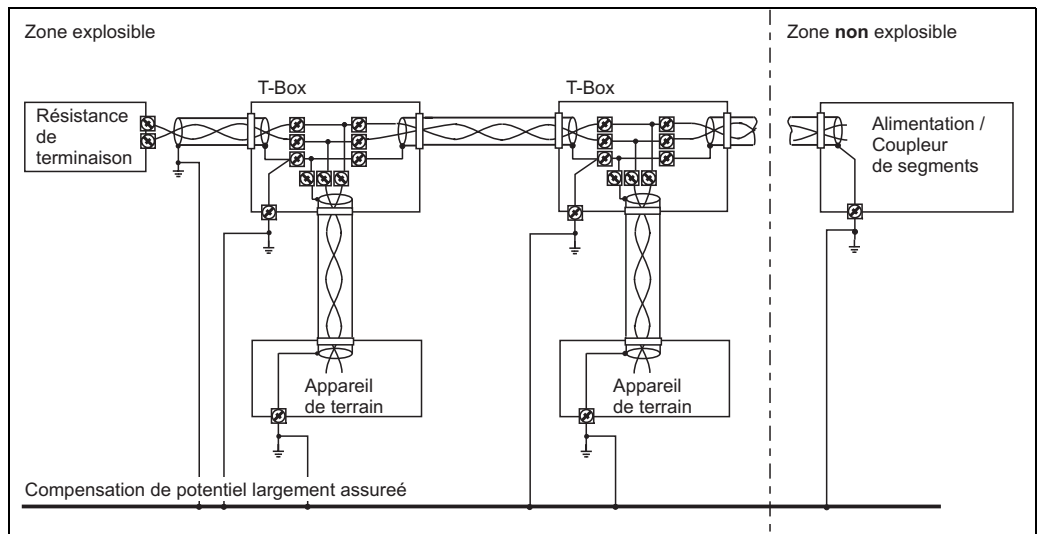 Zone explosible
Zone non explosible
T-Box
T-Box
Résistance
de
terminaison
Alimentation /
Coupleur
de segments
Appareil
de terrain
Appareil
de terrain
Compensation de potentiel largement assureé